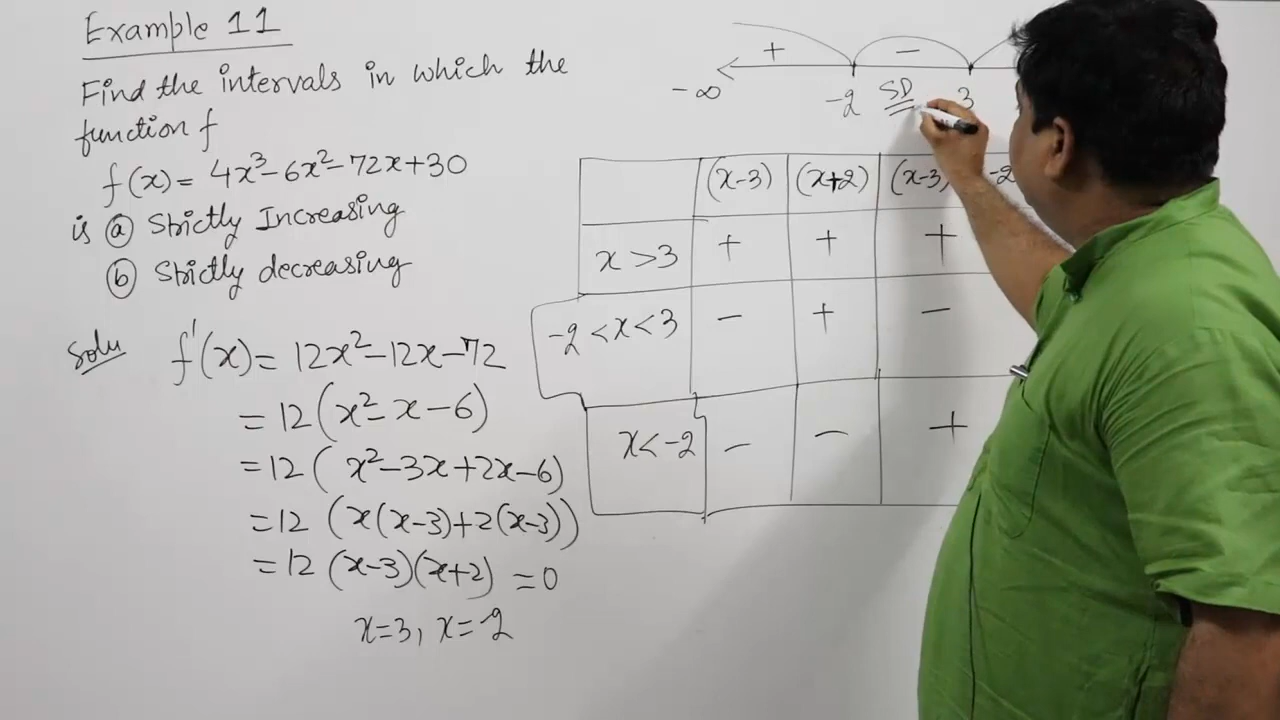 Example 11
Find the intervals in which the
function f
f(x) = 4x³-6x²-72x+30
is ⓐ Strictly Increasing
ⓑ Strictly decreasing
Solu f'(x) = 12x²-12x-72
= 12(x²-x-6)
= 12(x²-3x+2x-6)
= 12 (x(x-3)+2(x-3))
= 12 (x-3)(x+2) = 0
x=3, x=-2
+ −
-∞ -2 SD 3
(x-3) (x+2) (x-3)
x>3 + + +
-2<x<3 − + −
x<-2 − − +